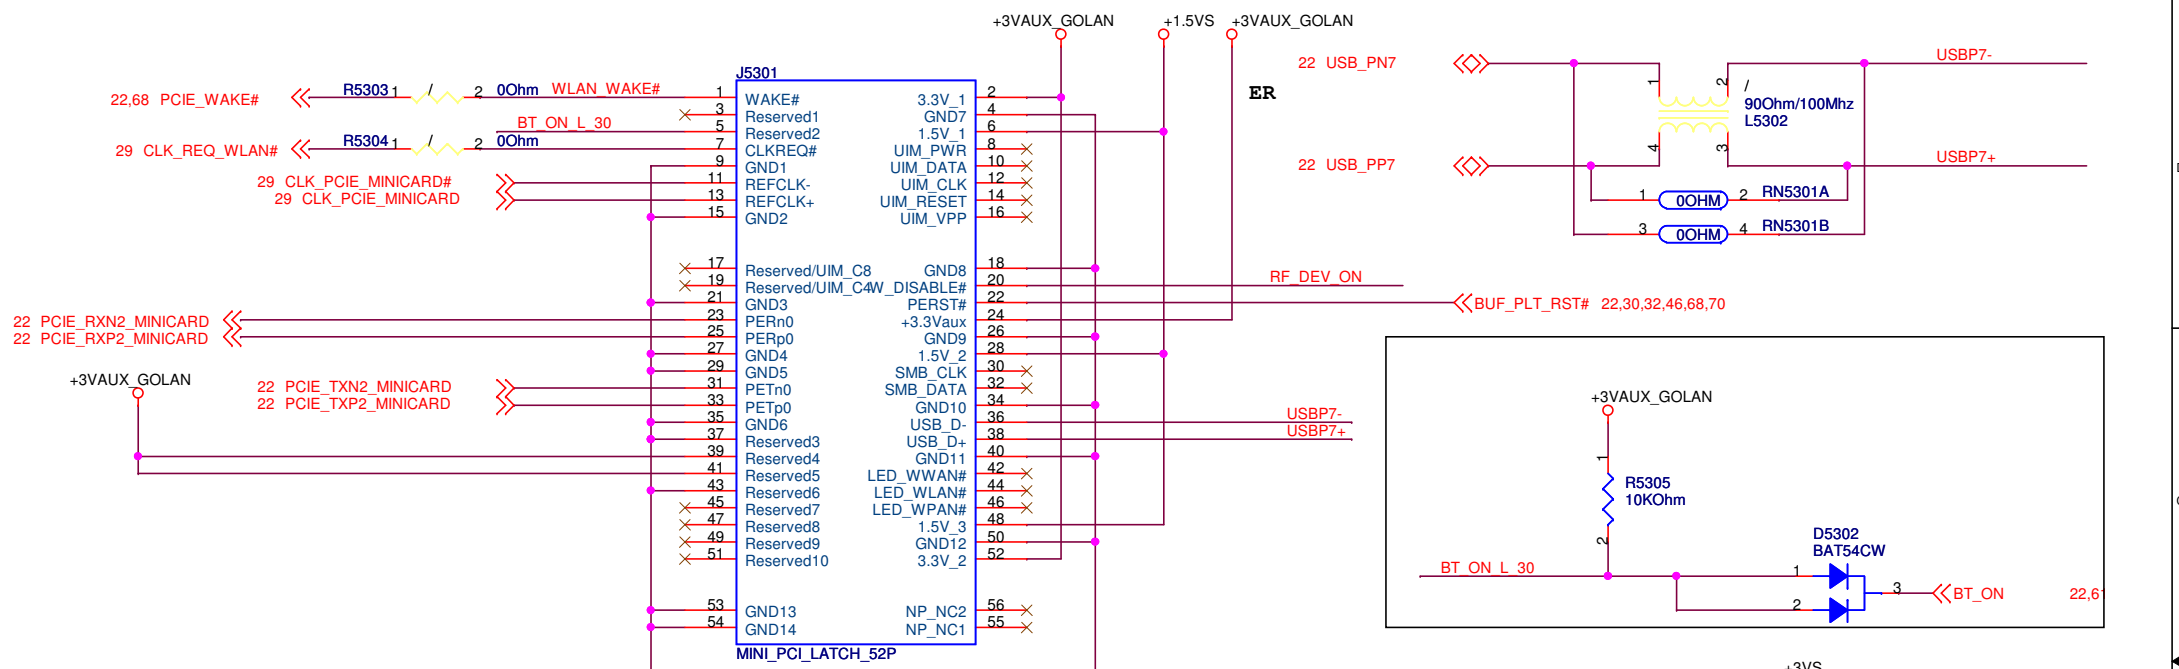 +3VAUX_GOLAN
+1.5VS
+3VAUX_GOLAN
ER
J5301
MINI_PCI_LATCH_52P
22,68 PCIE_WAKE#
R5303 1 / 2 0Ohm WLAN_WAKE#
BT_ON_L_30
29 CLK_REQ_WLAN#
R5304 1 / 2 0Ohm
29 CLK_PCIE_MINICARD#
29 CLK_PCIE_MINICARD
22 PCIE_RXN2_MINICARD
22 PCIE_RXP2_MINICARD
+3VAUX_GOLAN
22 PCIE_TXN2_MINICARD
22 PCIE_TXP2_MINICARD
1 WAKE# 3.3V_1 2
3 Reserved1 GND7 4
5 Reserved2 1.5V_1 6
7 CLKREQ# UIM_PWR 8
9 GND1 UIM_DATA 10
11 REFCLK- UIM_CLK 12
13 REFCLK+ UIM_RESET 14
15 GND2 UIM_VPP 16
17 Reserved/UIM_C8 GND8 18
19 Reserved/UIM_C4 W_DISABLE# 20
21 GND3 PERST# 22
23 PERn0 +3.3Vaux 24
25 PERp0 GND9 26
27 GND4 1.5V_2 28
29 GND5 SMB_CLK 30
31 PETn0 SMB_DATA 32
33 PETp0 GND10 34
35 GND6 USB_D- 36
37 Reserved3 USB_D+ 38
39 Reserved4 GND11 40
41 Reserved5 LED_WWAN# 42
43 Reserved6 LED_WLAN# 44
45 Reserved7 LED_WPAN# 46
47 Reserved8 1.5V_3 48
49 Reserved9 GND12 50
51 Reserved10 3.3V_2 52
53 GND13 NP_NC2 56
54 GND14 NP_NC1 55
RF_DEV_ON
BUF_PLT_RST# 22,30,32,46,68,70
USBP7-
USBP7+
22 USB_PN7
22 USB_PP7
1 2
4 3
/
90Ohm/100Mhz
L5302
USBP7-
USBP7+
1 0OHM 2 RN5301A
3 0OHM 4 RN5301B
+3VAUX_GOLAN
1
R5305
10KOhm
2
BT_ON_L_30
D5302
BAT54CW
1
2
3
BT_ON
+3VS